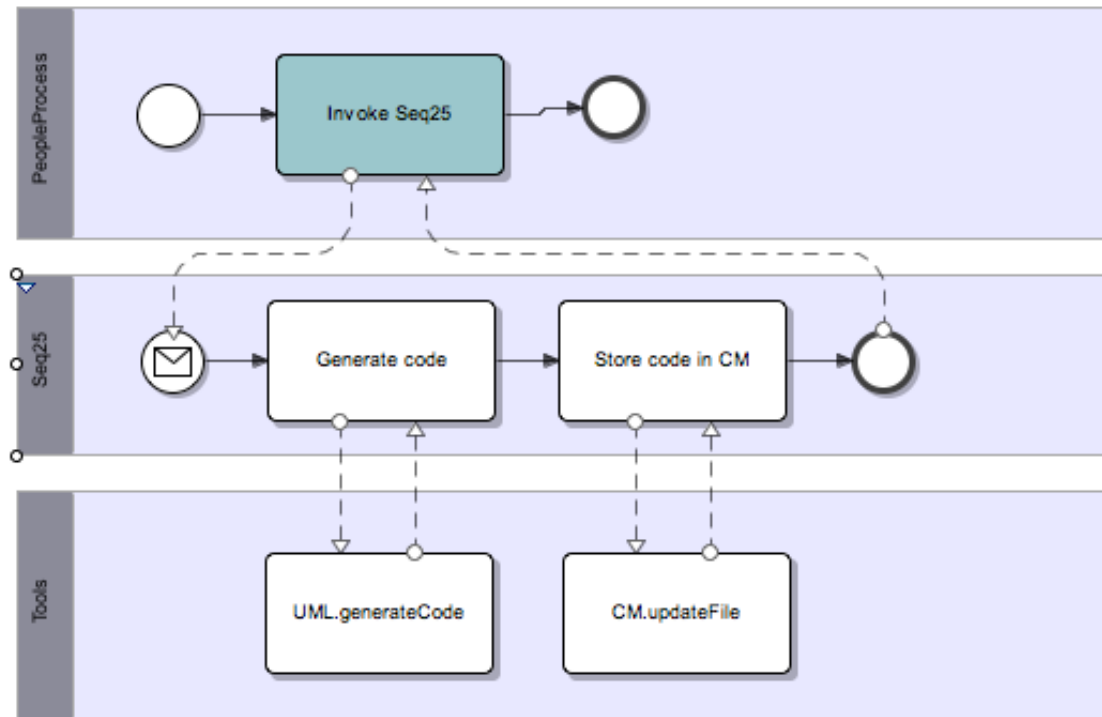 PeopleProcess
Invoke Seq25
Seq25
Generate code
Store code in CM
Tools
UML.generateCode
CM.updateFile